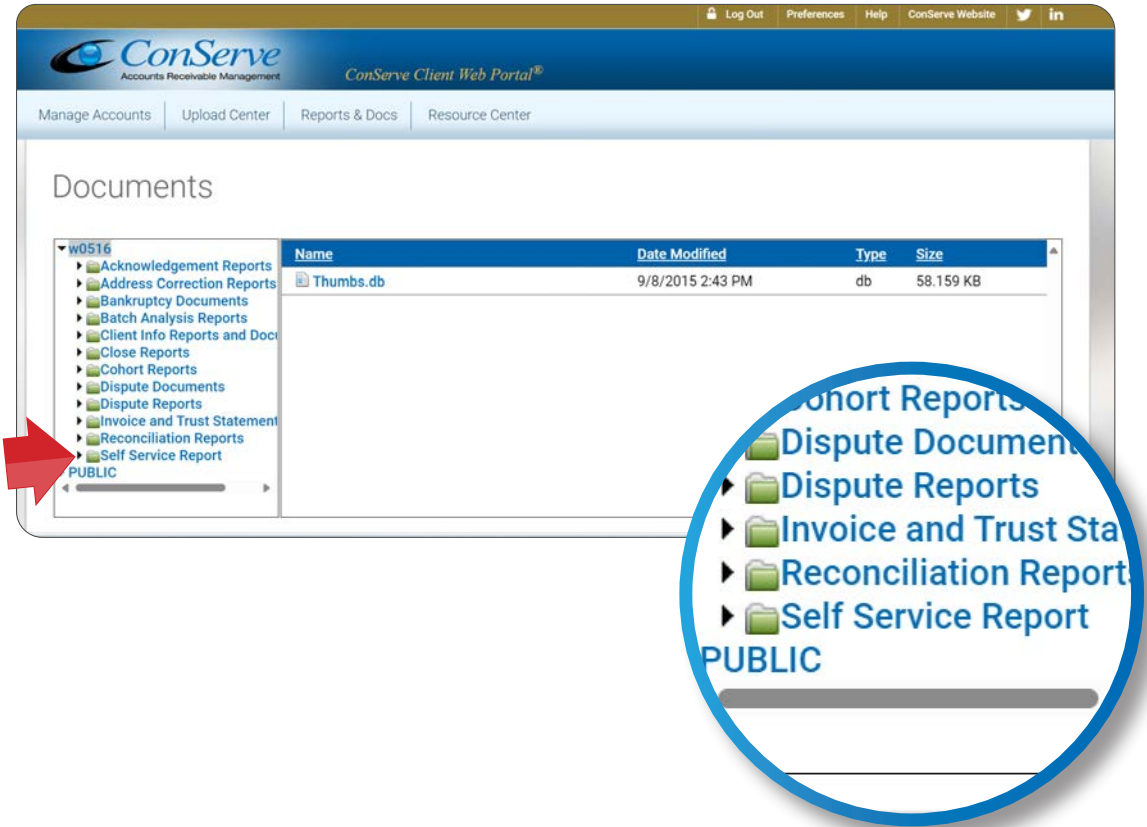 Log Out Preferences Help ConServe Website
ConServe
Accounts Receivable Management
ConServe Client Web Portal®
Manage Accounts Upload Center Reports & Docs Resource Center
Documents
w0516
Acknowledgement Reports
Address Correction Reports
Bankruptcy Documents
Batch Analysis Reports
Client Info Reports and Docu
Close Reports
Cohort Reports
Dispute Documents
Dispute Reports
Invoice and Trust Statement
Reconciliation Reports
Self Service Report
PUBLIC
Name Date Modified Type Size
Thumbs.db 9/8/2015 2:43 PM db 58.159 KB
Cohort Reports
Dispute Document
Dispute Reports
Invoice and Trust Sta
Reconciliation Reports
Self Service Report
PUBLIC